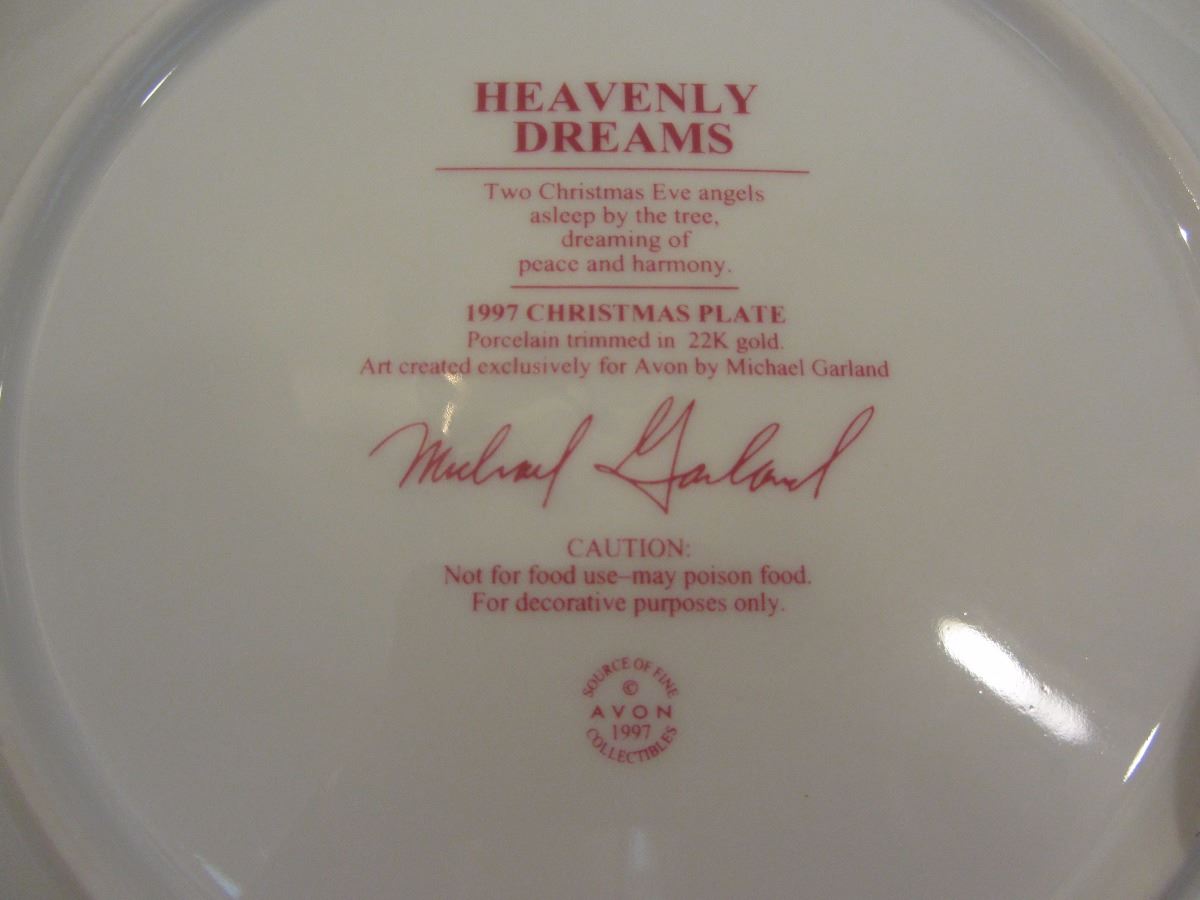 HEAVENLY
DREAMS
Two Christmas Eve angels
asleep by the tree,
dreaming of
peace and harmony.
1997 CHRISTMAS PLATE
Porcelain trimmed in 22K gold.
Art created exclusively for Avon by Michael Garland
Michael Garland
CAUTION:
Not for food use–may poison food.
For decorative purposes only.
SOURCE OF FINE
©
AVON
1997
COLLECTIBLES